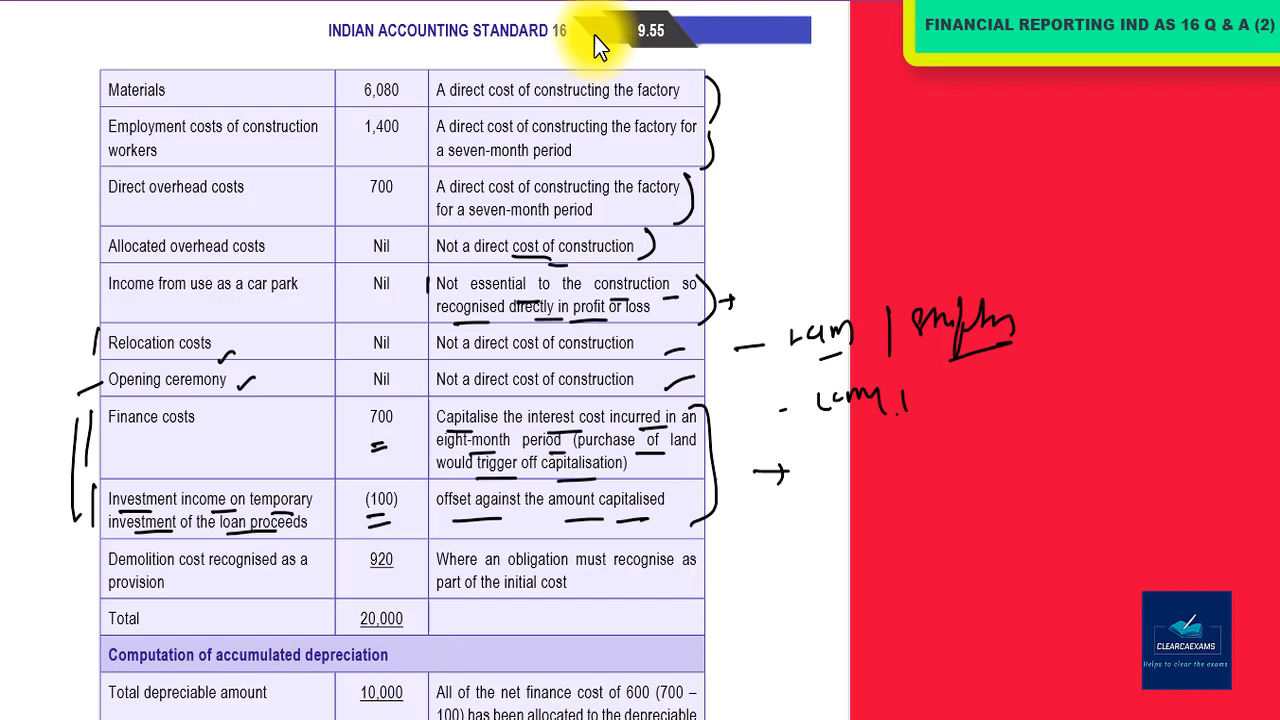 INDIAN ACCOUNTING STANDARD 16
9.55
FINANCIAL REPORTING IND AS 16 Q & A (2)
Materials 6,080 A direct cost of constructing the factory
Employment costs of construction 1,400 A direct cost of constructing the factory for
workers a seven-month period
Direct overhead costs 700 A direct cost of constructing the factory
for a seven-month period
Allocated overhead costs Nil Not a direct cost of construction
Income from use as a car park Nil Not essential to the construction so
recognised directly in profit or loss
Relocation costs Nil Not a direct cost of construction
Opening ceremony Nil Not a direct cost of construction
Finance costs 700 Capitalise the interest cost incurred in an
eight-month period (purchase of land
would trigger off capitalisation)
Investment income on temporary (100) offset against the amount capitalised
investment of the loan proceeds
Demolition cost recognised as a 920 Where an obligation must recognise as
provision part of the initial cost
Total 20,000
Computation of accumulated depreciation
Total depreciable amount 10,000 All of the net finance cost of 600 (700 –
100) has been allocated to the depreciable
CLEARCAEXAMS
Helps to clear the exams